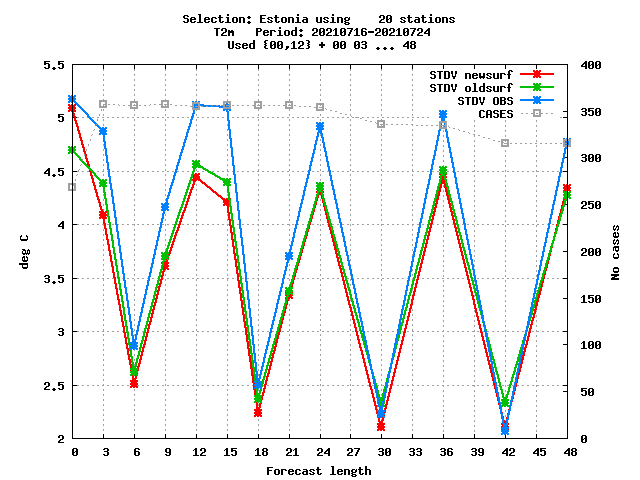 Selection: Estonia using    20 stations
T2m   Period: 20210716-20210724
Used {00,12} + 00 03 ... 48
STDV newsurf
STDV oldsurf
STDV OBS
CASES
5.5
5
4.5
4
3.5
3
2.5
2
deg C
400
350
300
250
200
150
100
50
0
No cases
0 3 6 9 12 15 18 21 24 27 30 33 36 39 42 45 48
Forecast length